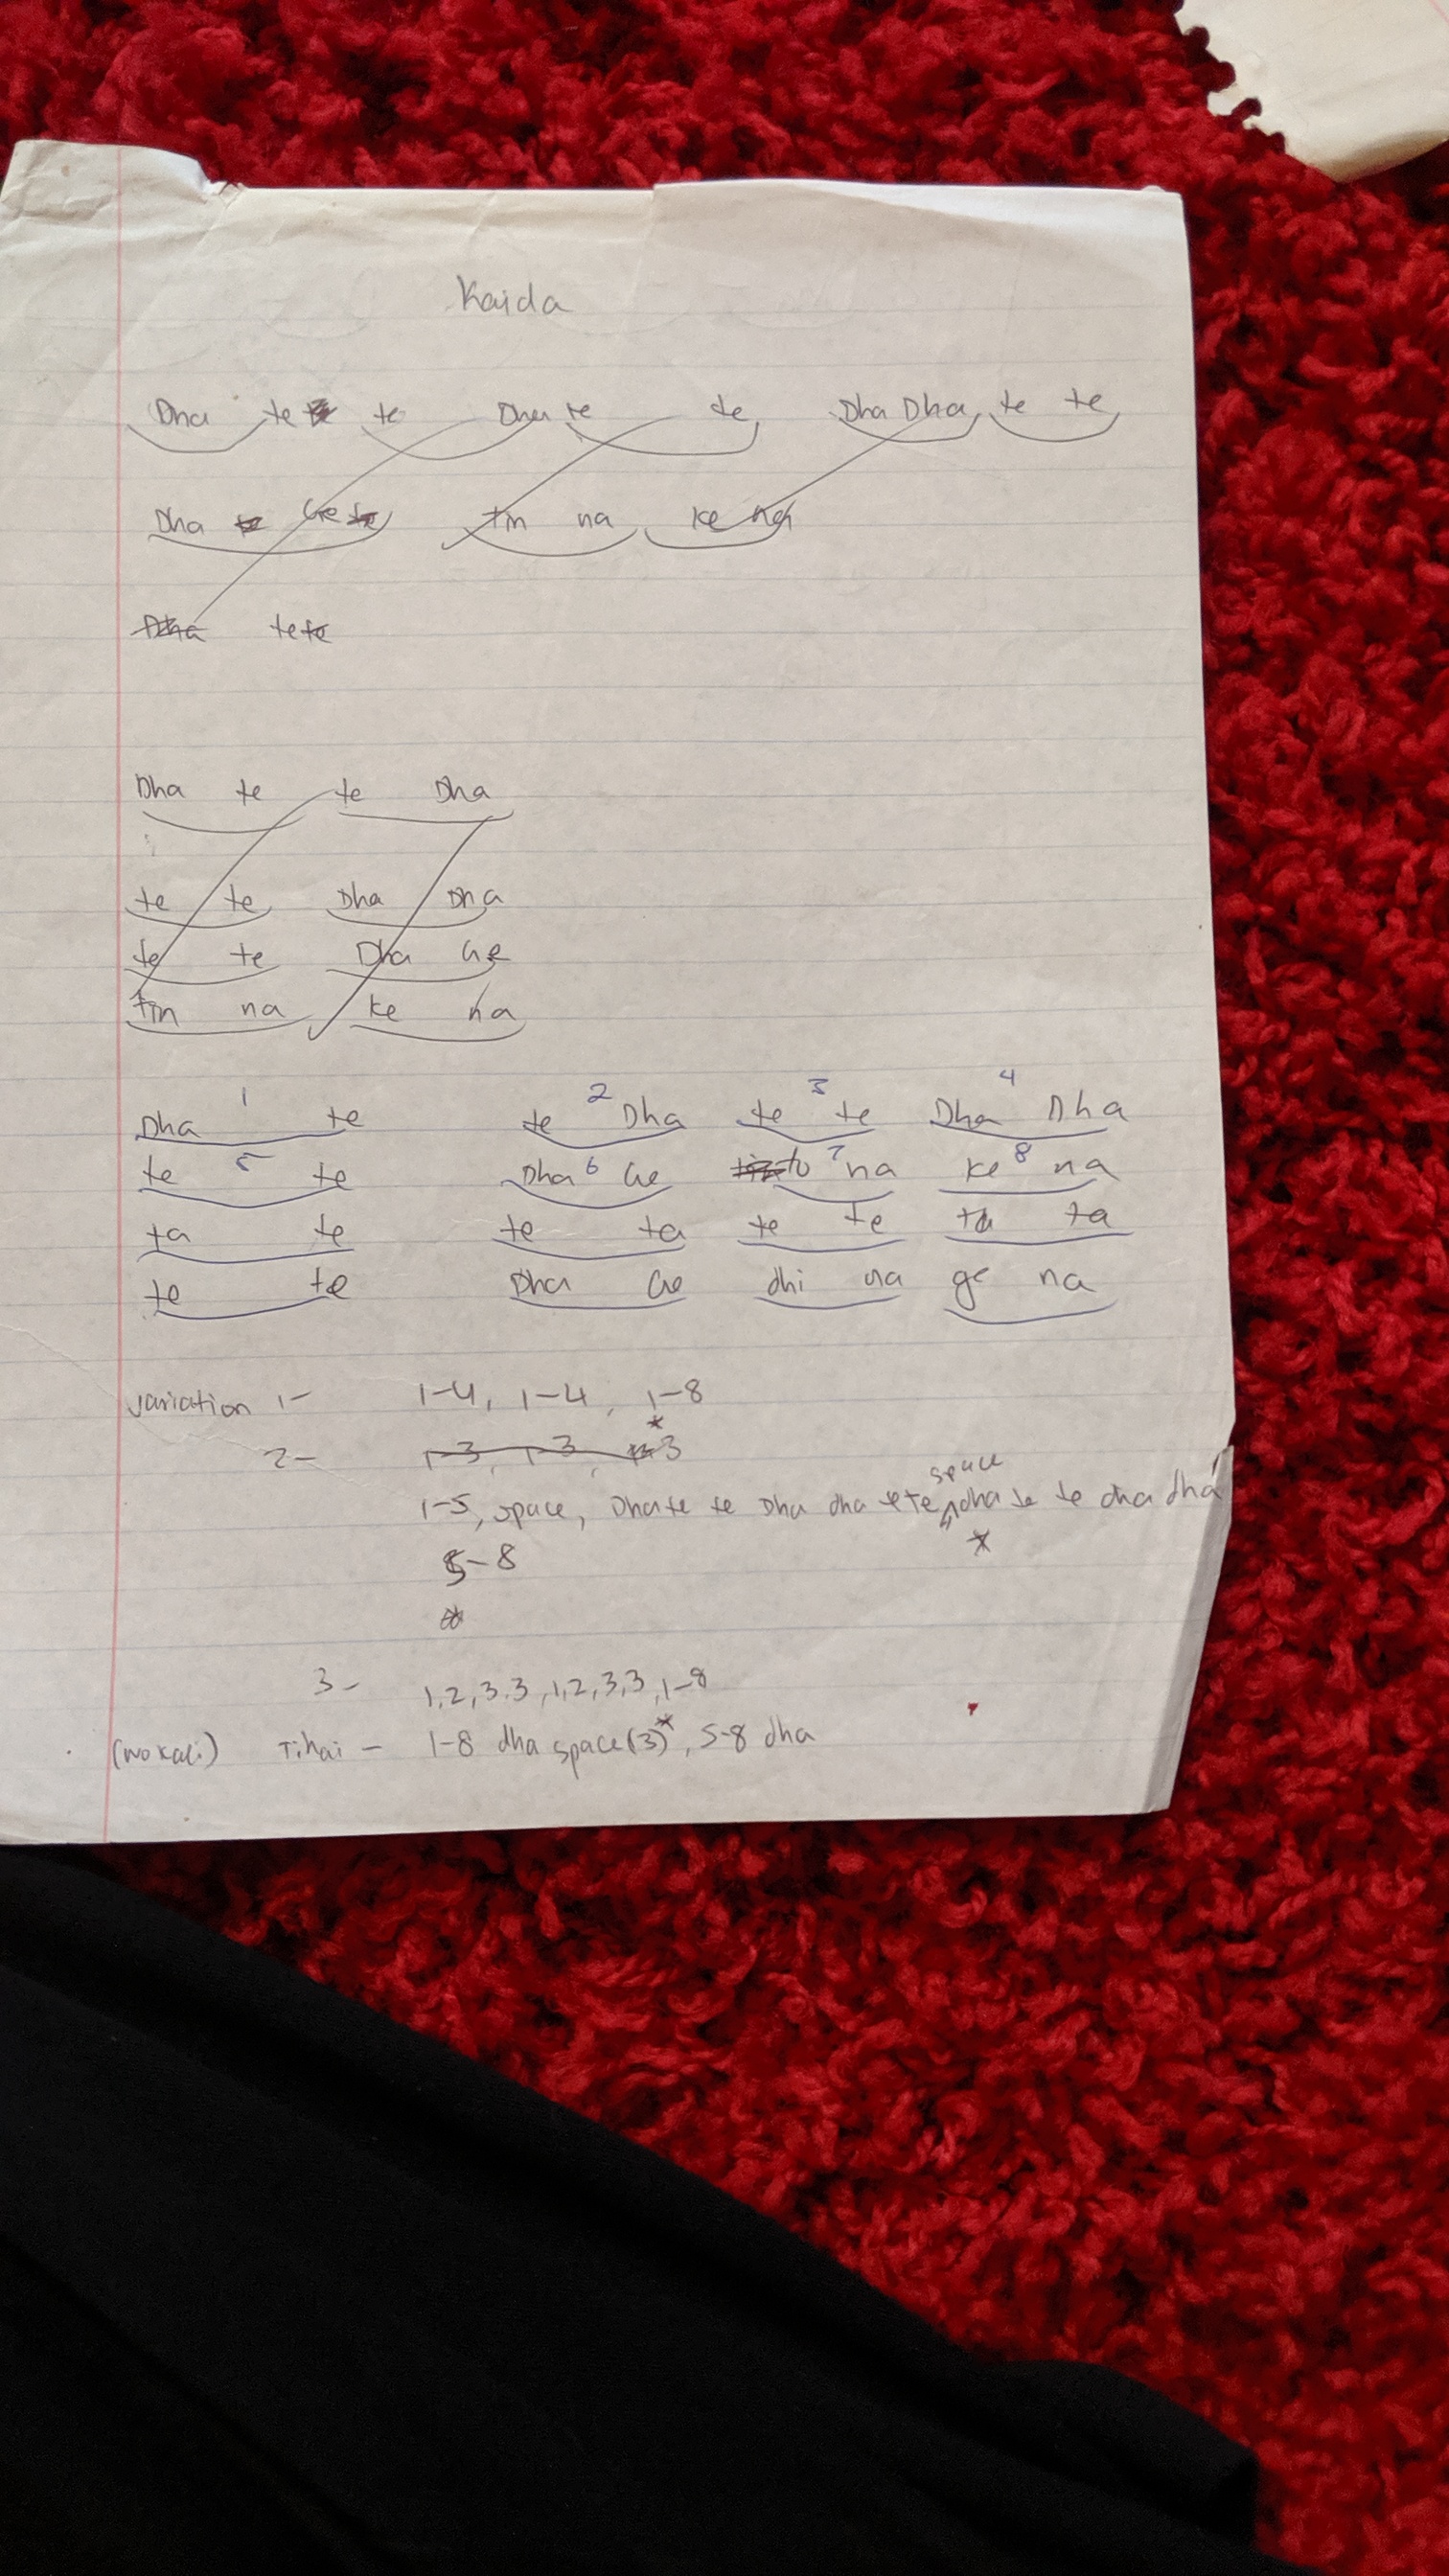 Kaida
Dha te te Dha te te Dha Dha te te
Dha Ge tin na ke na
Dha tete
Dha te te Dha
te te Dha Dha
te te Dha Ge
tin na ke na
1 2 3 4
Dha te te Dha te te Dha Dha
5 6 7 8
te te Dha Ge tu na ke na
ta te te ta te te ta ta
te te Dha Ge dhi na ge na
variation 1- 1-4, 1-4, 1-8
*
2- 1-3, 1-3, 3
space
1-5, space, Dha te te Dha dha te te dha te te dha dha
*
5-8
*
3- 1,2,3,3,1,2,3,3,1-8
(no kali) Tihai - 1-8 dha space(3)*, 5-8 dha